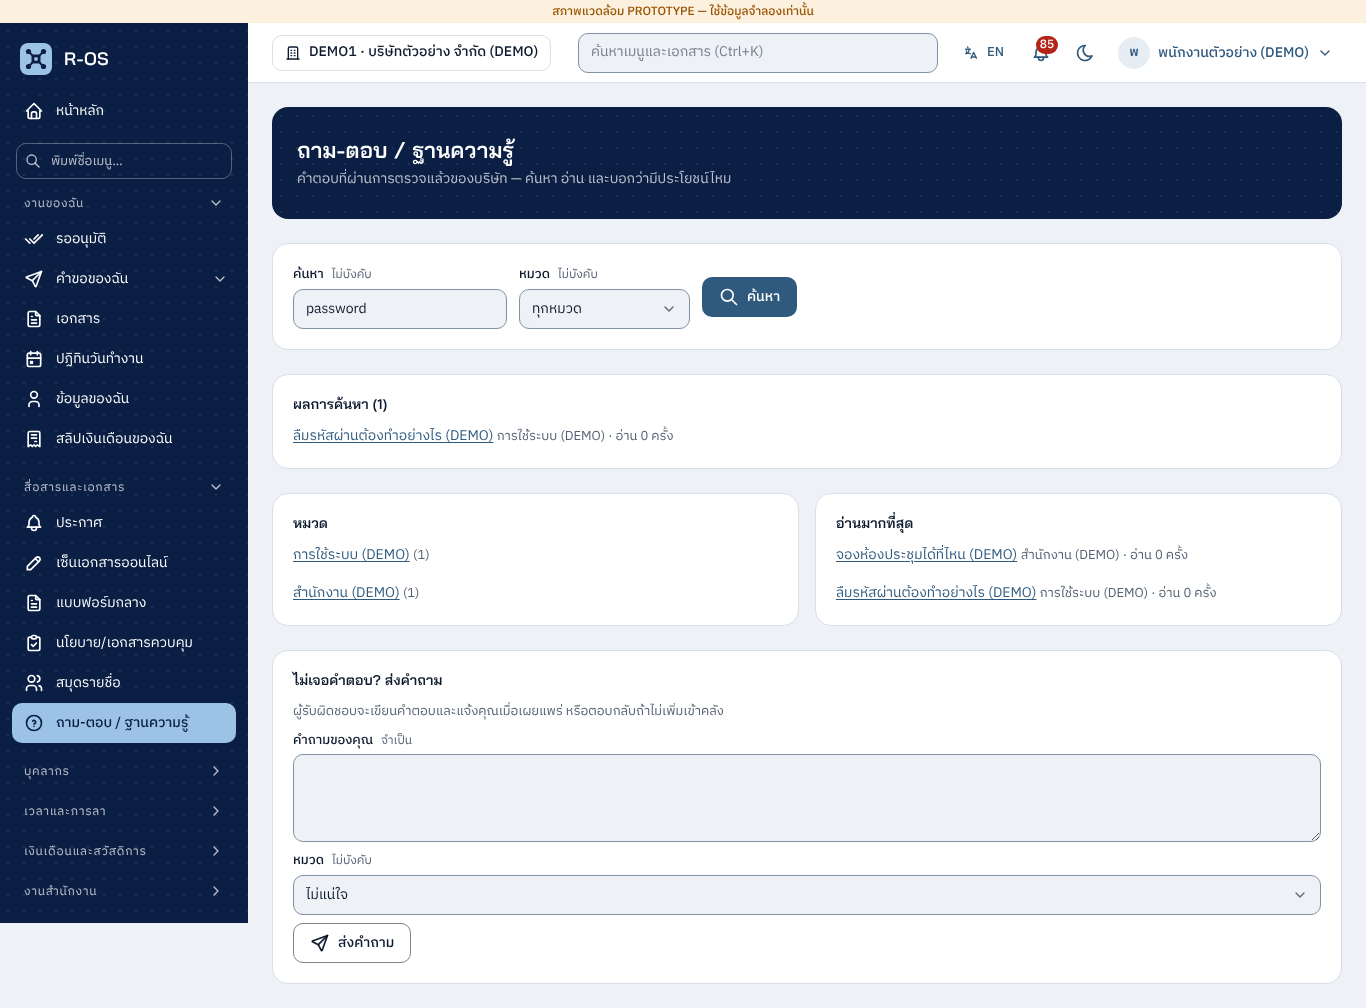 สภาพแวดล้อม PROTOTYPE — ใช้ข้อมูลจำลองเท่านั้น
R-OS
DEMO1 · บริษัทตัวอย่าง จำกัด (DEMO)
ค้นหาเมนูและเอกสาร (Ctrl+K)
EN
85
พ
พนักงานตัวอย่าง (DEMO)
หน้าหลัก
พิมพ์ชื่อเมนู...
งานของฉัน
รออนุมัติ
คำขอของฉัน
เอกสาร
ปฏิทินวันทำงาน
ข้อมูลของฉัน
สลิปเงินเดือนของฉัน
สื่อสารและเอกสาร
ประกาศ
เซ็นเอกสารออนไลน์
แบบฟอร์มกลาง
นโยบาย/เอกสารควบคุม
สมุดรายชื่อ
ถาม-ตอบ / ฐานความรู้
บุคลากร
เวลาและการลา
เงินเดือนและสวัสดิการ
งานสำนักงาน
ถาม-ตอบ / ฐานความรู้
คำตอบที่ผ่านการตรวจแล้วของบริษัท — ค้นหา อ่าน และบอกว่ามีประโยชน์ไหม
ค้นหา ไม่บังคับ
หมวด ไม่บังคับ
password
ทุกหมวด
ค้นหา
ผลการค้นหา (1)
ลืมรหัสผ่านต้องทำอย่างไร (DEMO) การใช้ระบบ (DEMO) · อ่าน 0 ครั้ง
หมวด
การใช้ระบบ (DEMO) (1)
สำนักงาน (DEMO) (1)
อ่านมากที่สุด
จองห้องประชุมได้ที่ไหน (DEMO) สำนักงาน (DEMO) · อ่าน 0 ครั้ง
ลืมรหัสผ่านต้องทำอย่างไร (DEMO) การใช้ระบบ (DEMO) · อ่าน 0 ครั้ง
ไม่เจอคำตอบ? ส่งคำถาม
ผู้รับผิดชอบจะเขียนคำตอบและแจ้งคุณเมื่อเผยแพร่ หรือตอบกลับถ้าไม่เพิ่มเข้าคลัง
คำถามของคุณ จำเป็น
หมวด ไม่บังคับ
ไม่แน่ใจ
ส่งคำถาม